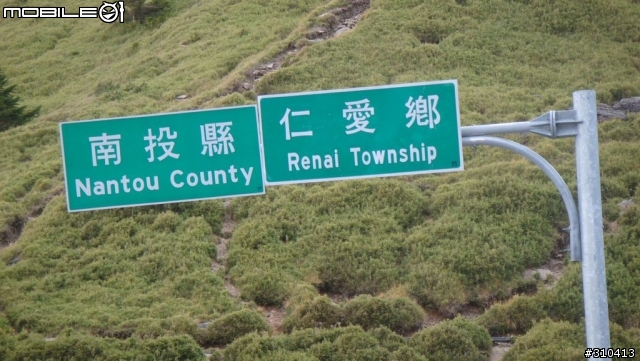 MOBILE01
南投縣
Nantou County
仁愛鄉
Renai Township
#310413